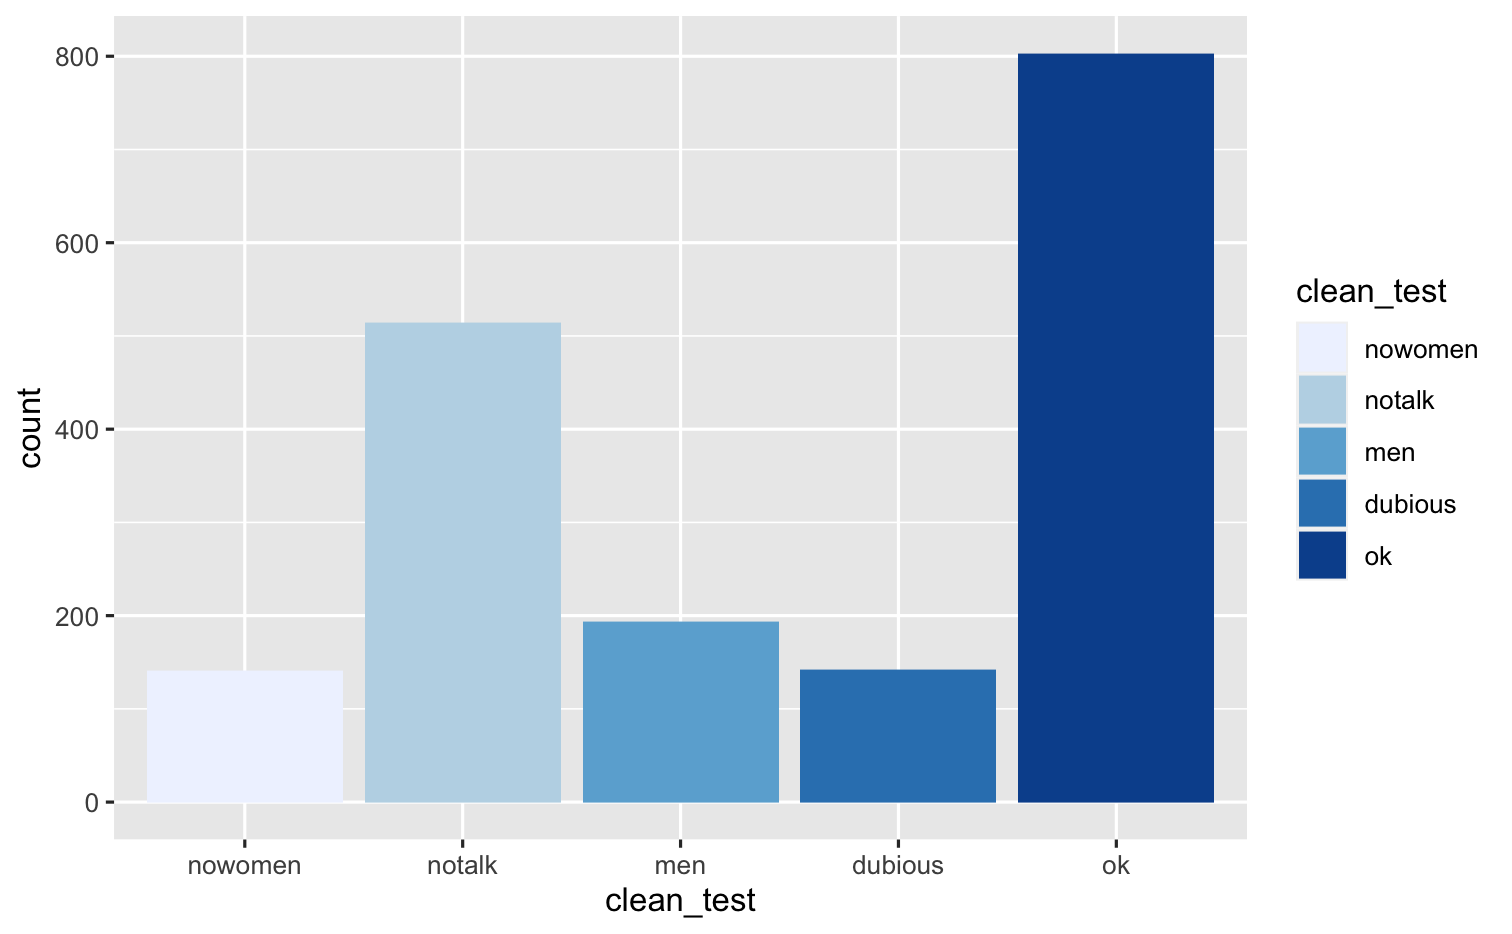 800
600
400
200
0
count
nowomen
notalk
men
dubious
ok
clean_test
clean_test
nowomen
notalk
men
dubious
ok